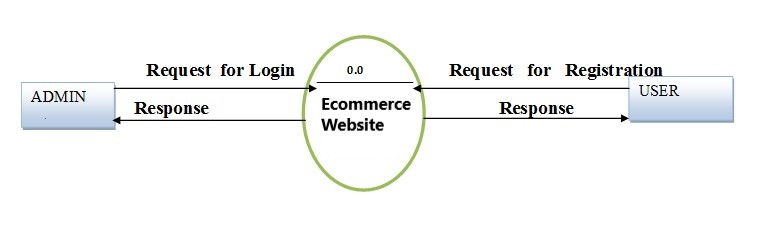 Request for Login
0.0
Request for Registration
ADMIN
USER
Response
Ecommerce
Website
Response